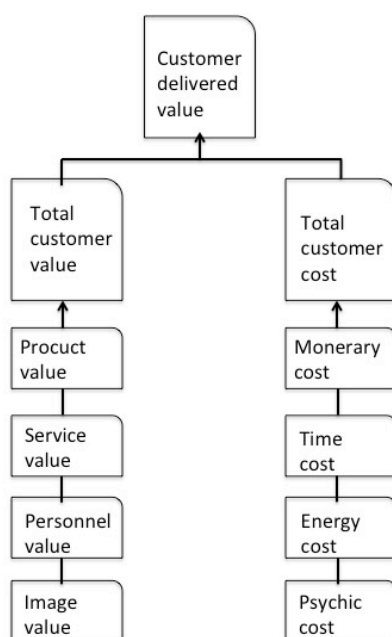 Customer
delivered
value
Total
customer
value
Total
customer
cost
Procuct
value
Monerary
cost
Service
value
Time
cost
Personnel
value
Energy
cost
Image
value
Psychic
cost